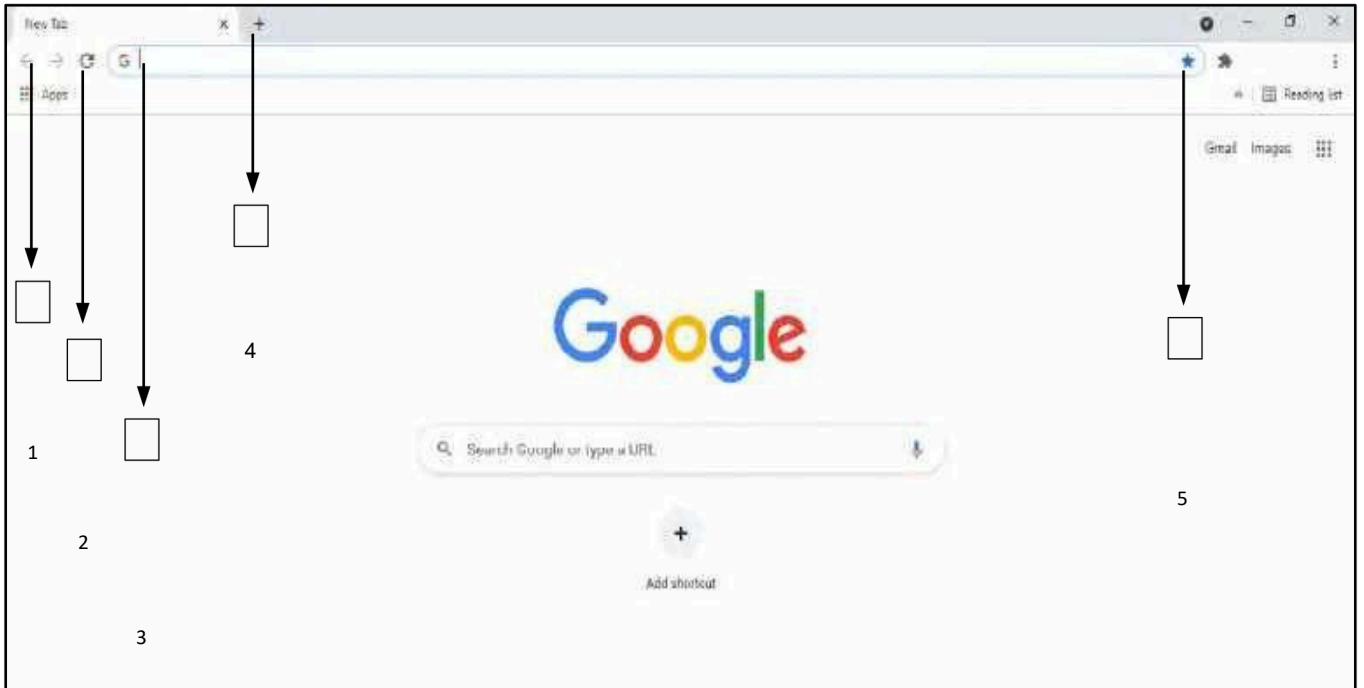 New Tab
G
Apps
Reading list
Gmail Images
Google
4
Search Google or type a URL
1
5
2
Add shortcut
3